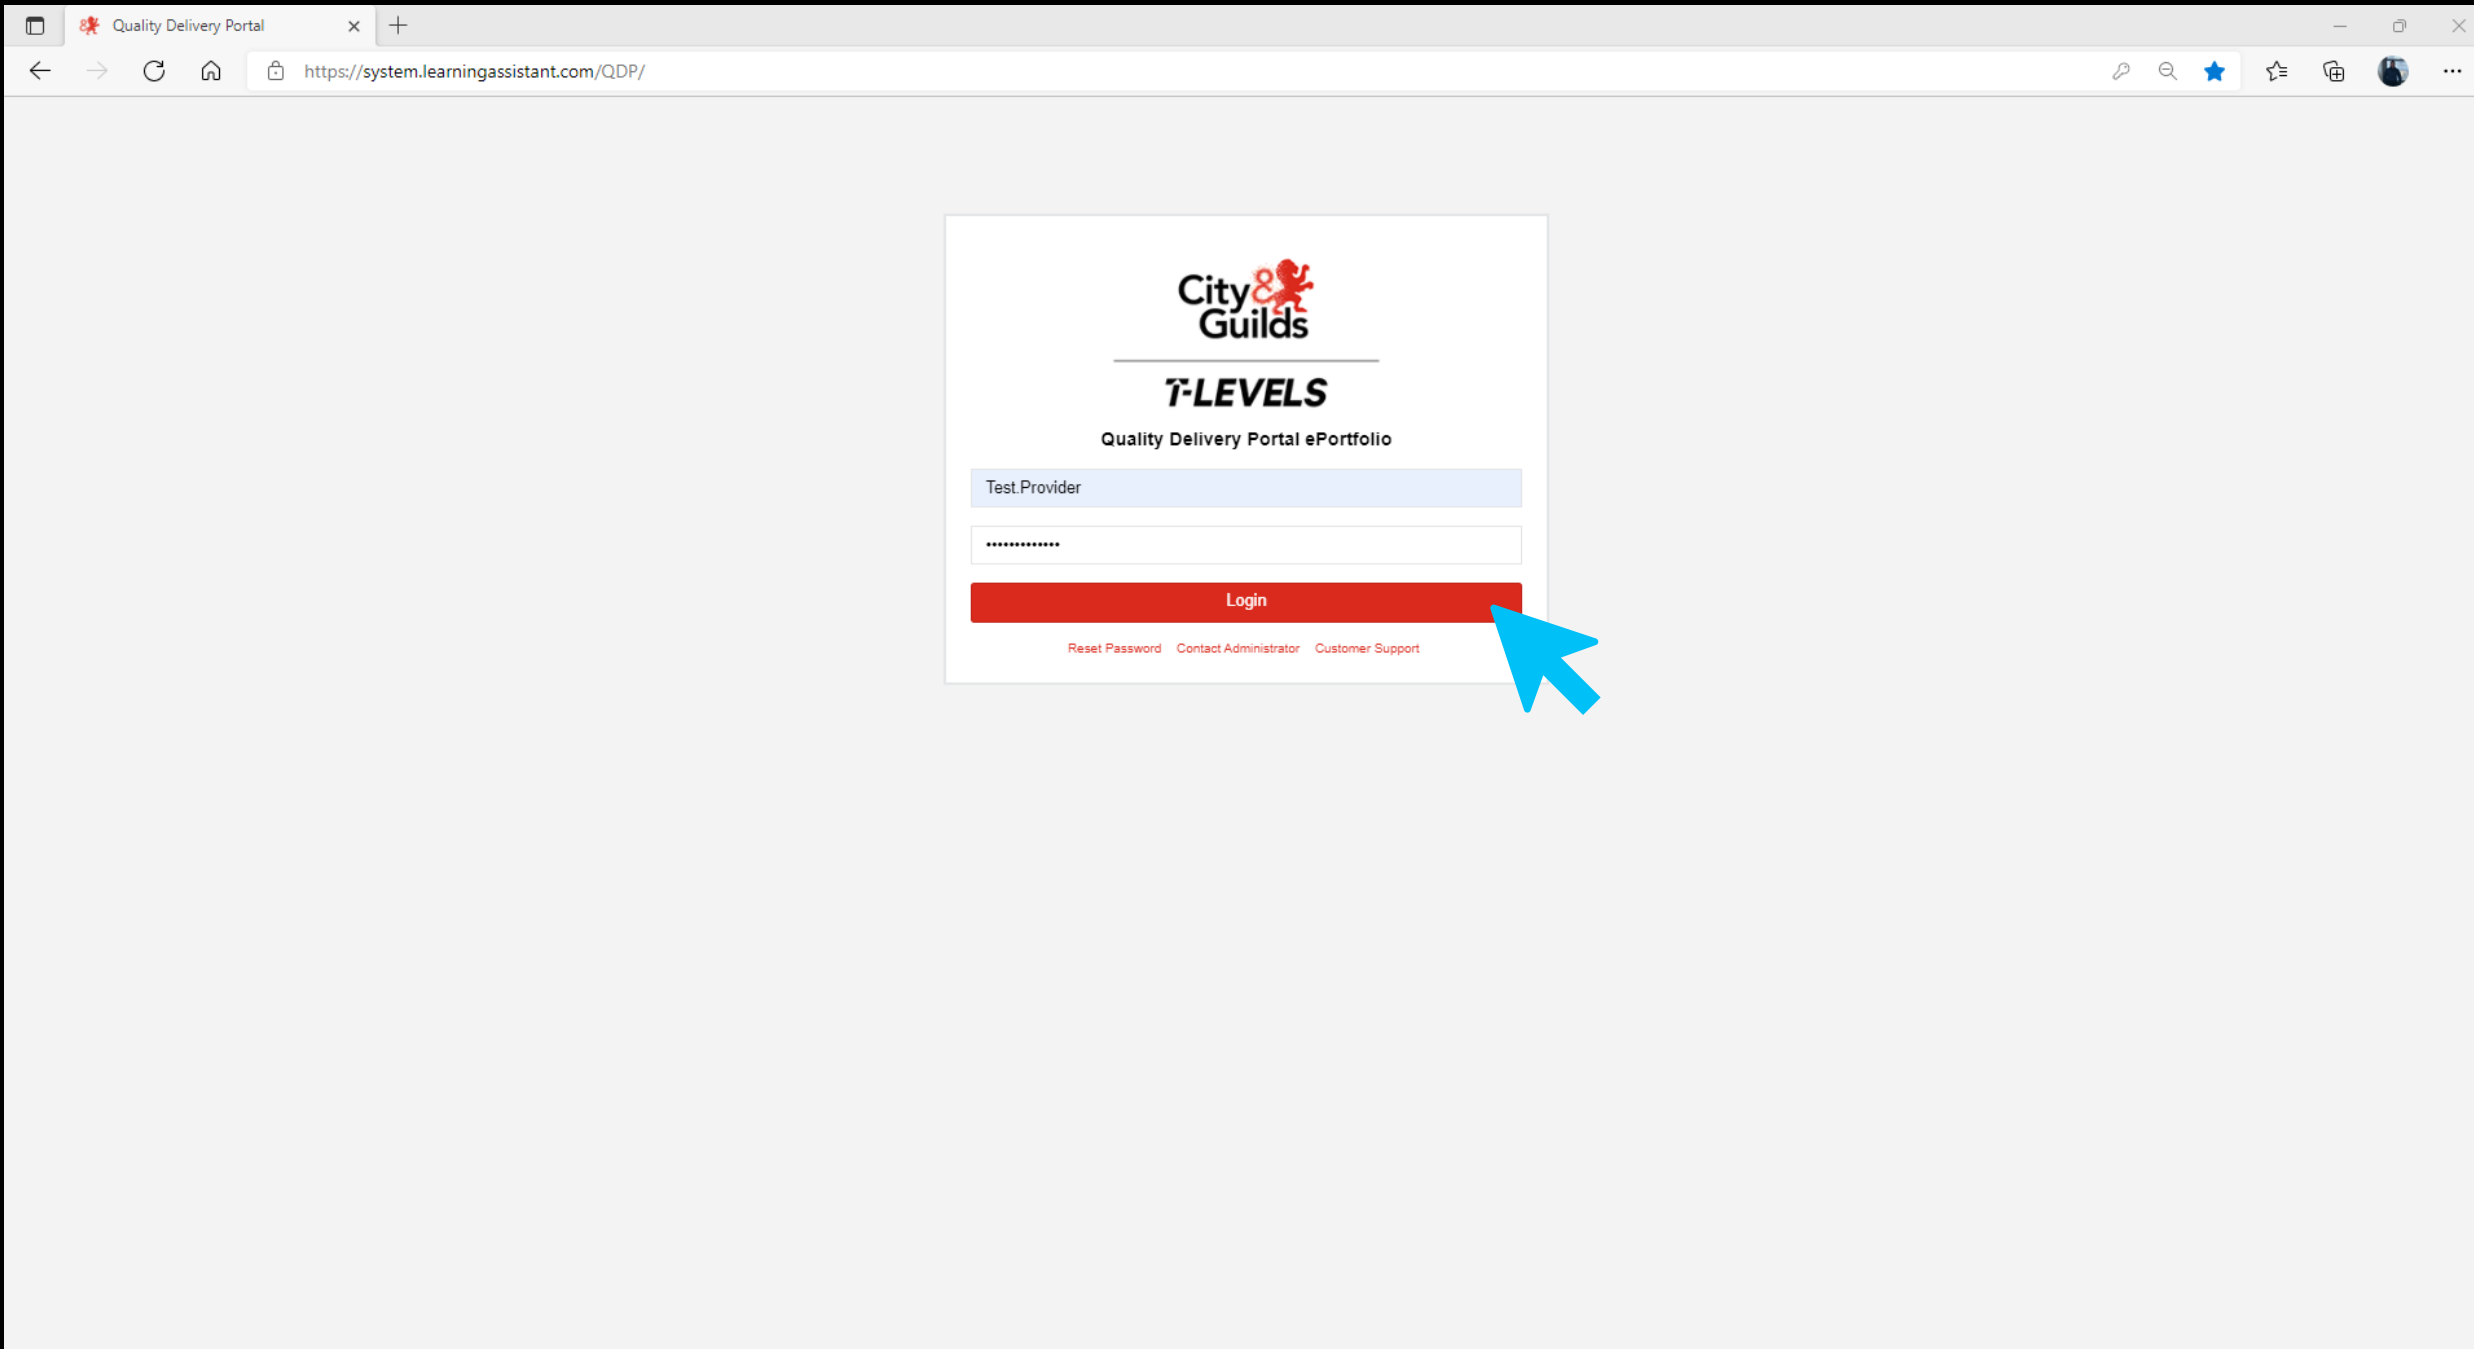 Quality Delivery Portal
https://system.learningassistant.com/QDP/
City&
Guilds
T-LEVELS
Quality Delivery Portal ePortfolio
Test.Provider
•••••••••••••
Login
Reset Password Contact Administrator Customer Support